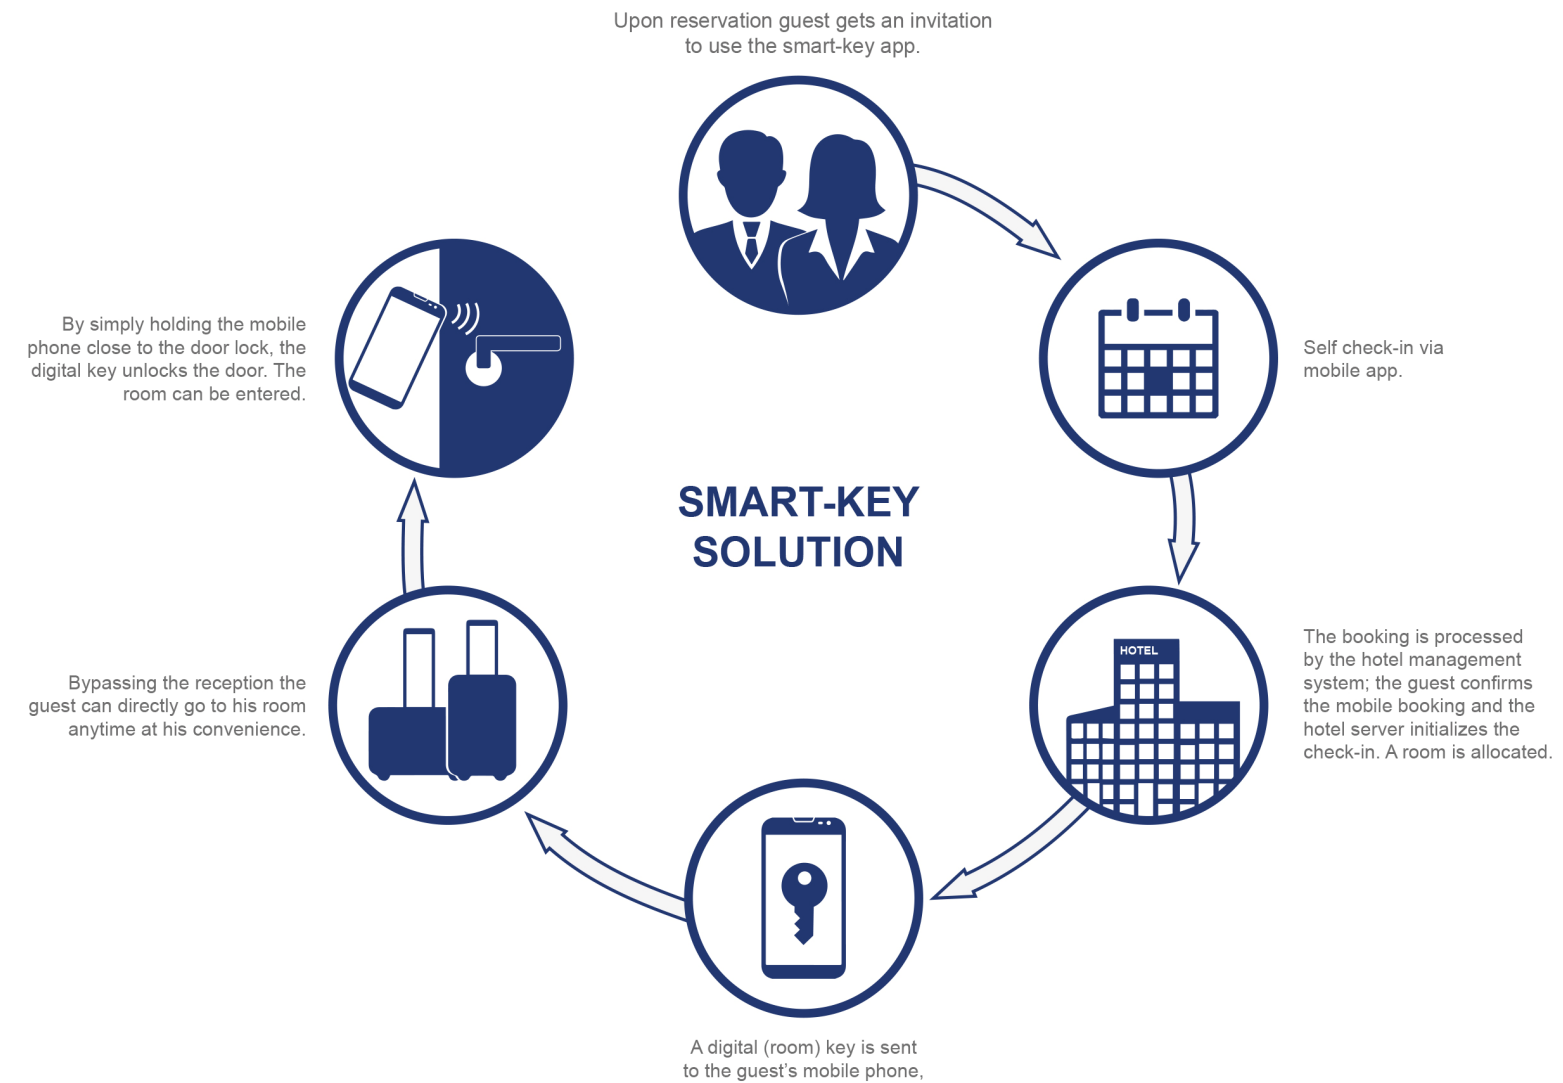 Upon reservation guest gets an invitation
to use the smart-key app.
Self check-in via
mobile app.
The booking is processed
by the hotel management
system; the guest confirms
the mobile booking and the
hotel server initializes the
check-in. A room is allocated.
HOTEL
A digital (room) key is sent
to the guest’s mobile phone,
Bypassing the reception the
guest can directly go to his room
anytime at his convenience.
By simply holding the mobile
phone close to the door lock, the
digital key unlocks the door. The
room can be entered.
SMART-KEY
SOLUTION